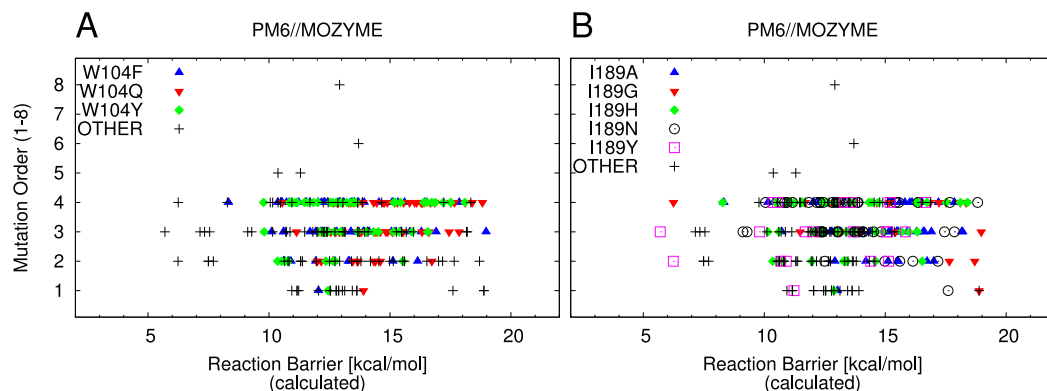 A
PM6//MOZYME
W104F
W104Q
W104Y
OTHER
Mutation Order (1-8)
8
7
6
5
4
3
2
1
5
10
15
20
Reaction Barrier [kcal/mol]
(calculated)
B
PM6//MOZYME
I189A
I189G
I189H
I189N
I189Y
OTHER
5
10
15
20
Reaction Barrier [kcal/mol]
(calculated)